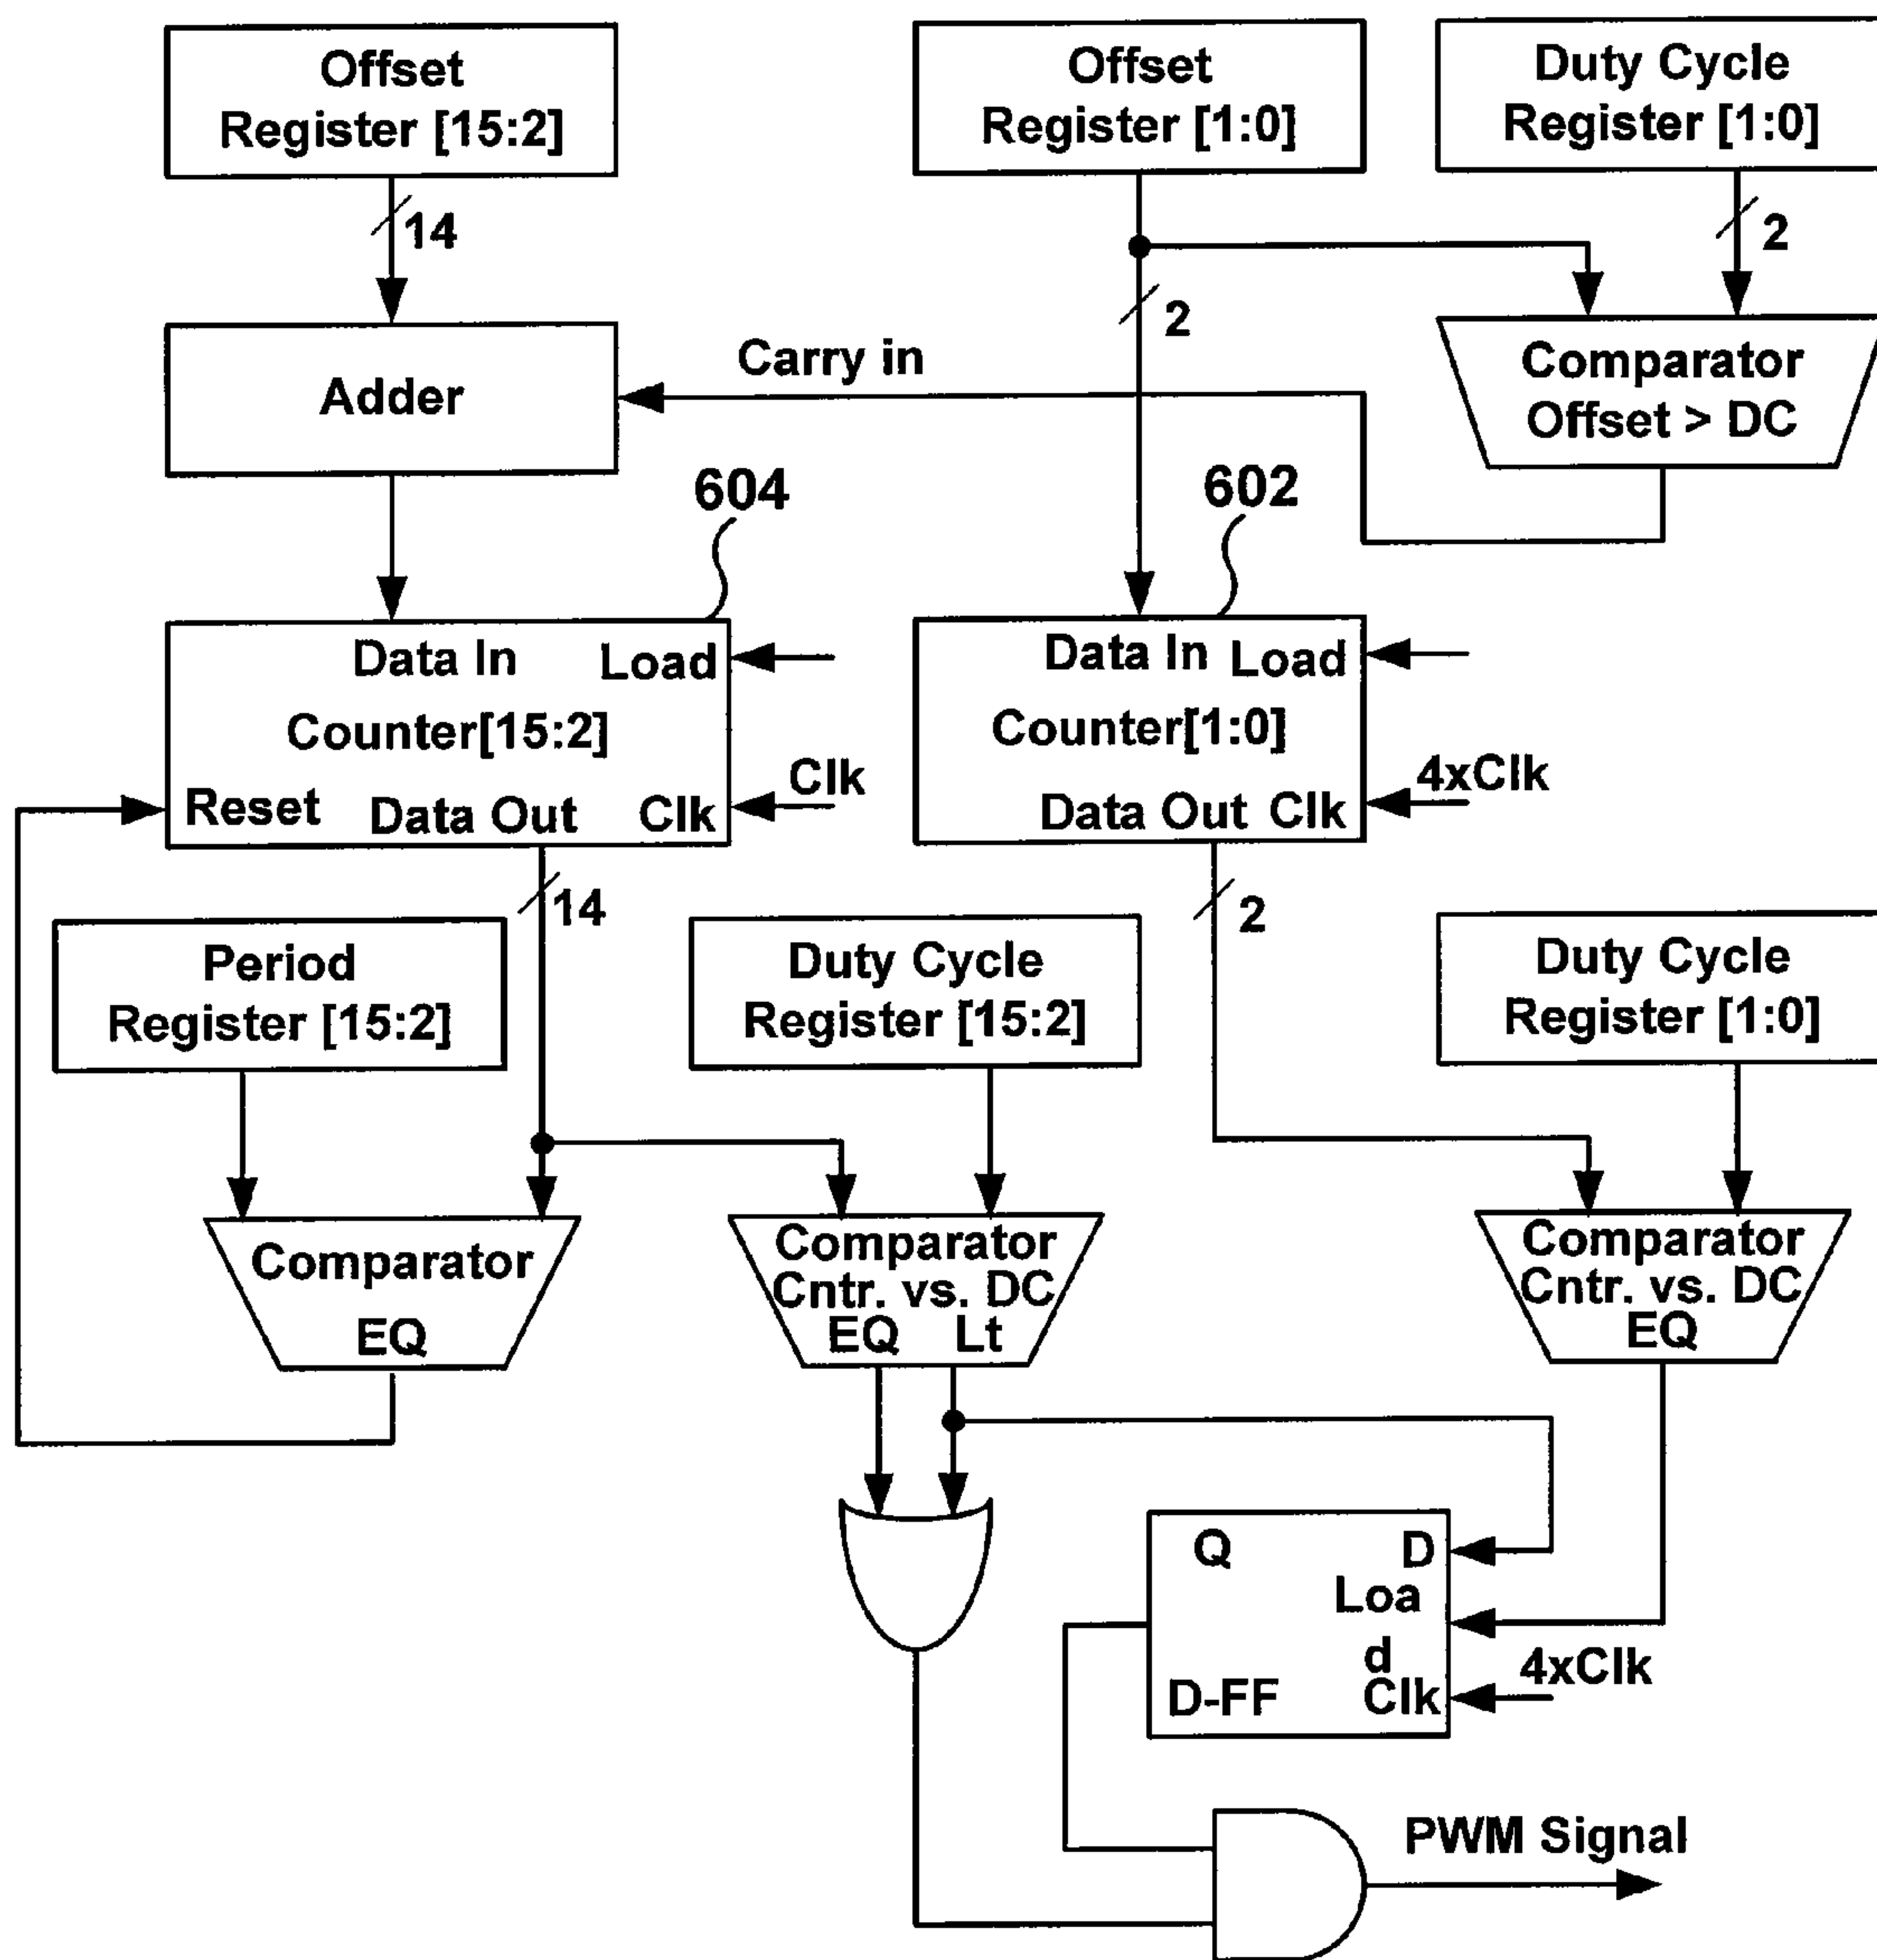 Offset
Register [15:2]
Offset
Register [1:0]
Duty Cycle
Register [1:0]
14
2
2
Carry in
Adder
Comparator
Offset > DC
604
602
Data In Load
Counter[15:2]
Clk
Reset Data Out Clk
Data In Load
Counter[1:0]
4xClk
Data Out Clk
14
2
Period
Register [15:2]
Duty Cycle
Register [15:2]
Duty Cycle
Register [1:0]
Comparator
EQ
Comparator
Cntr. vs. DC
EQ Lt
Comparator
Cntr. vs. DC
EQ
Q D
Loa
d
4xClk
D-FF Clk
PWM Signal